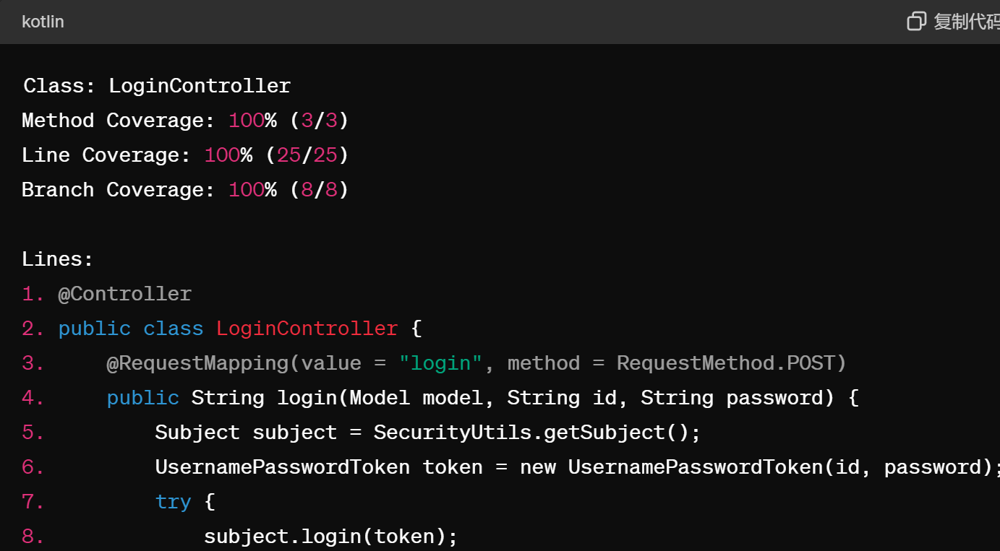 kotlin
复制代码
Class: LoginController
Method Coverage: 100% (3/3)
Line Coverage: 100% (25/25)
Branch Coverage: 100% (8/8)
Lines:
1. @Controller
2. public class LoginController {
3.     @RequestMapping(value = "login", method = RequestMethod.POST)
4.     public String login(Model model, String id, String password) {
5.         Subject subject = SecurityUtils.getSubject();
6.         UsernamePasswordToken token = new UsernamePasswordToken(id, password);
7.         try {
8.             subject.login(token);